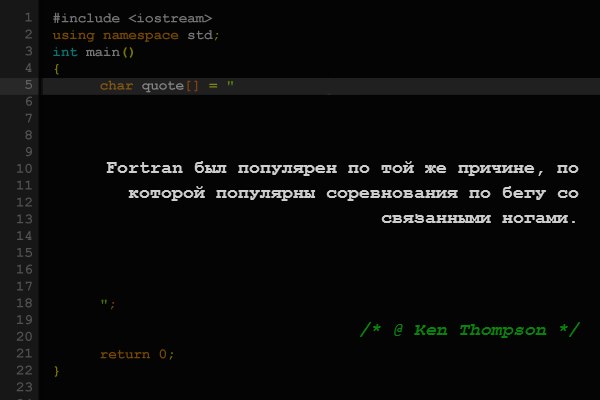 1 #include <iostream>
2 using namespace std;
3 int main()
4 {
5 char quote[] = "
6
7
8
9
10 Fortran был популярен по той же причине, по
11 которой популярны соревнования по бегу со
12
13 связанными ногами.
14
15
16
17
18 ";
19
20 /* @ Ken Thompson */
21 return 0;
22 }
23